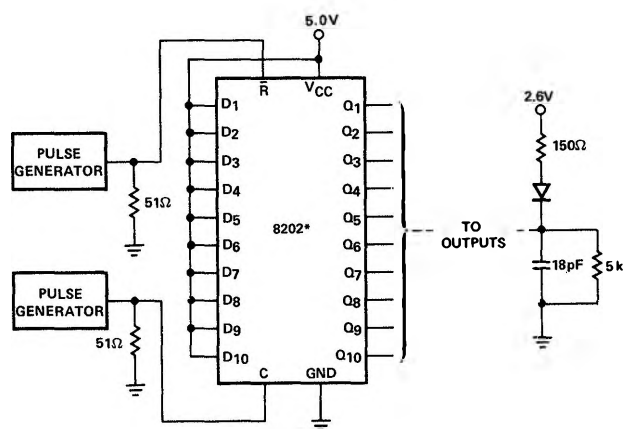 5.0V
R̅
VCC
PULSE
GENERATOR
51Ω
PULSE
GENERATOR
51Ω
D1
D2
D3
D4
D5
D6
D7
D8
D9
D10
8202*
Q1
Q2
Q3
Q4
Q5
Q6
Q7
Q8
Q9
Q10
C
GND
TO
OUTPUTS
2.6V
150Ω
18pF
5k